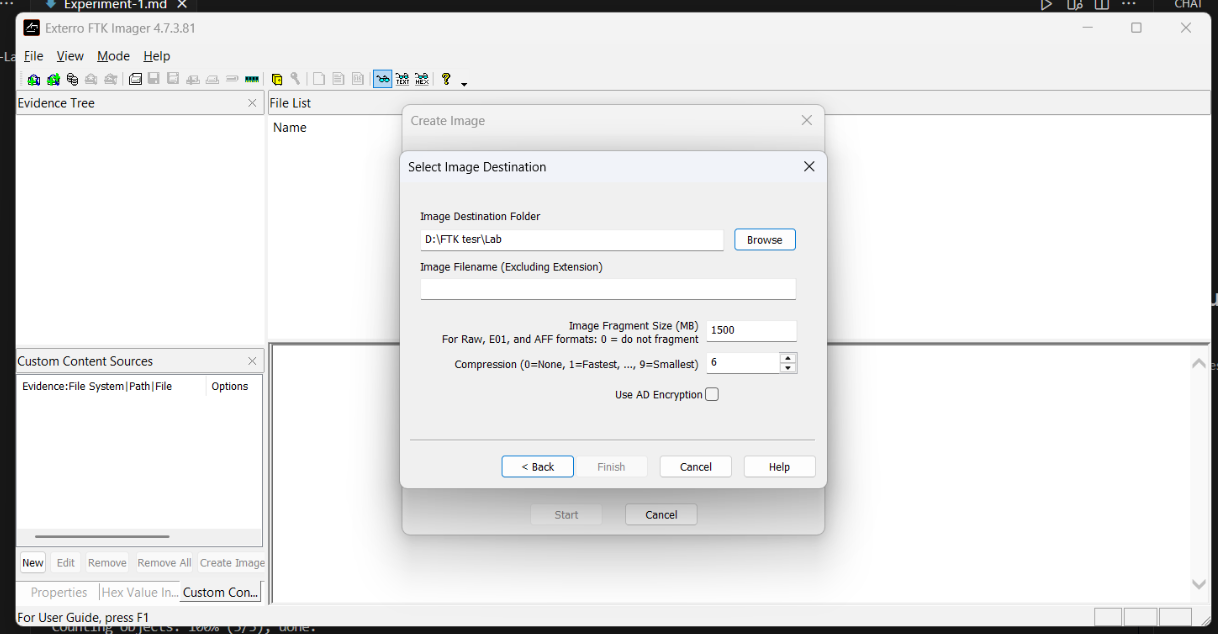 Experiment-1.md
CHAT
Exterro FTK Imager 4.7.3.81
File View Mode Help
Evidence Tree
File List
Name
Create Image
Select Image Destination
Image Destination Folder
D:\FTK tesr\Lab
Browse
Image Filename (Excluding Extension)
Image Fragment Size (MB)
For Raw, E01, and AFF formats: 0 = do not fragment
1500
Compression (0=None, 1=Fastest, ..., 9=Smallest)
6
Use AD Encryption
< Back
Finish
Cancel
Help
Start
Cancel
Custom Content Sources
Evidence:File System|Path|File
Options
New Edit Remove Remove All Create Image
Properties Hex Value In... Custom Con...
For User Guide, press F1
Counting objects: 100% (5/5), done.